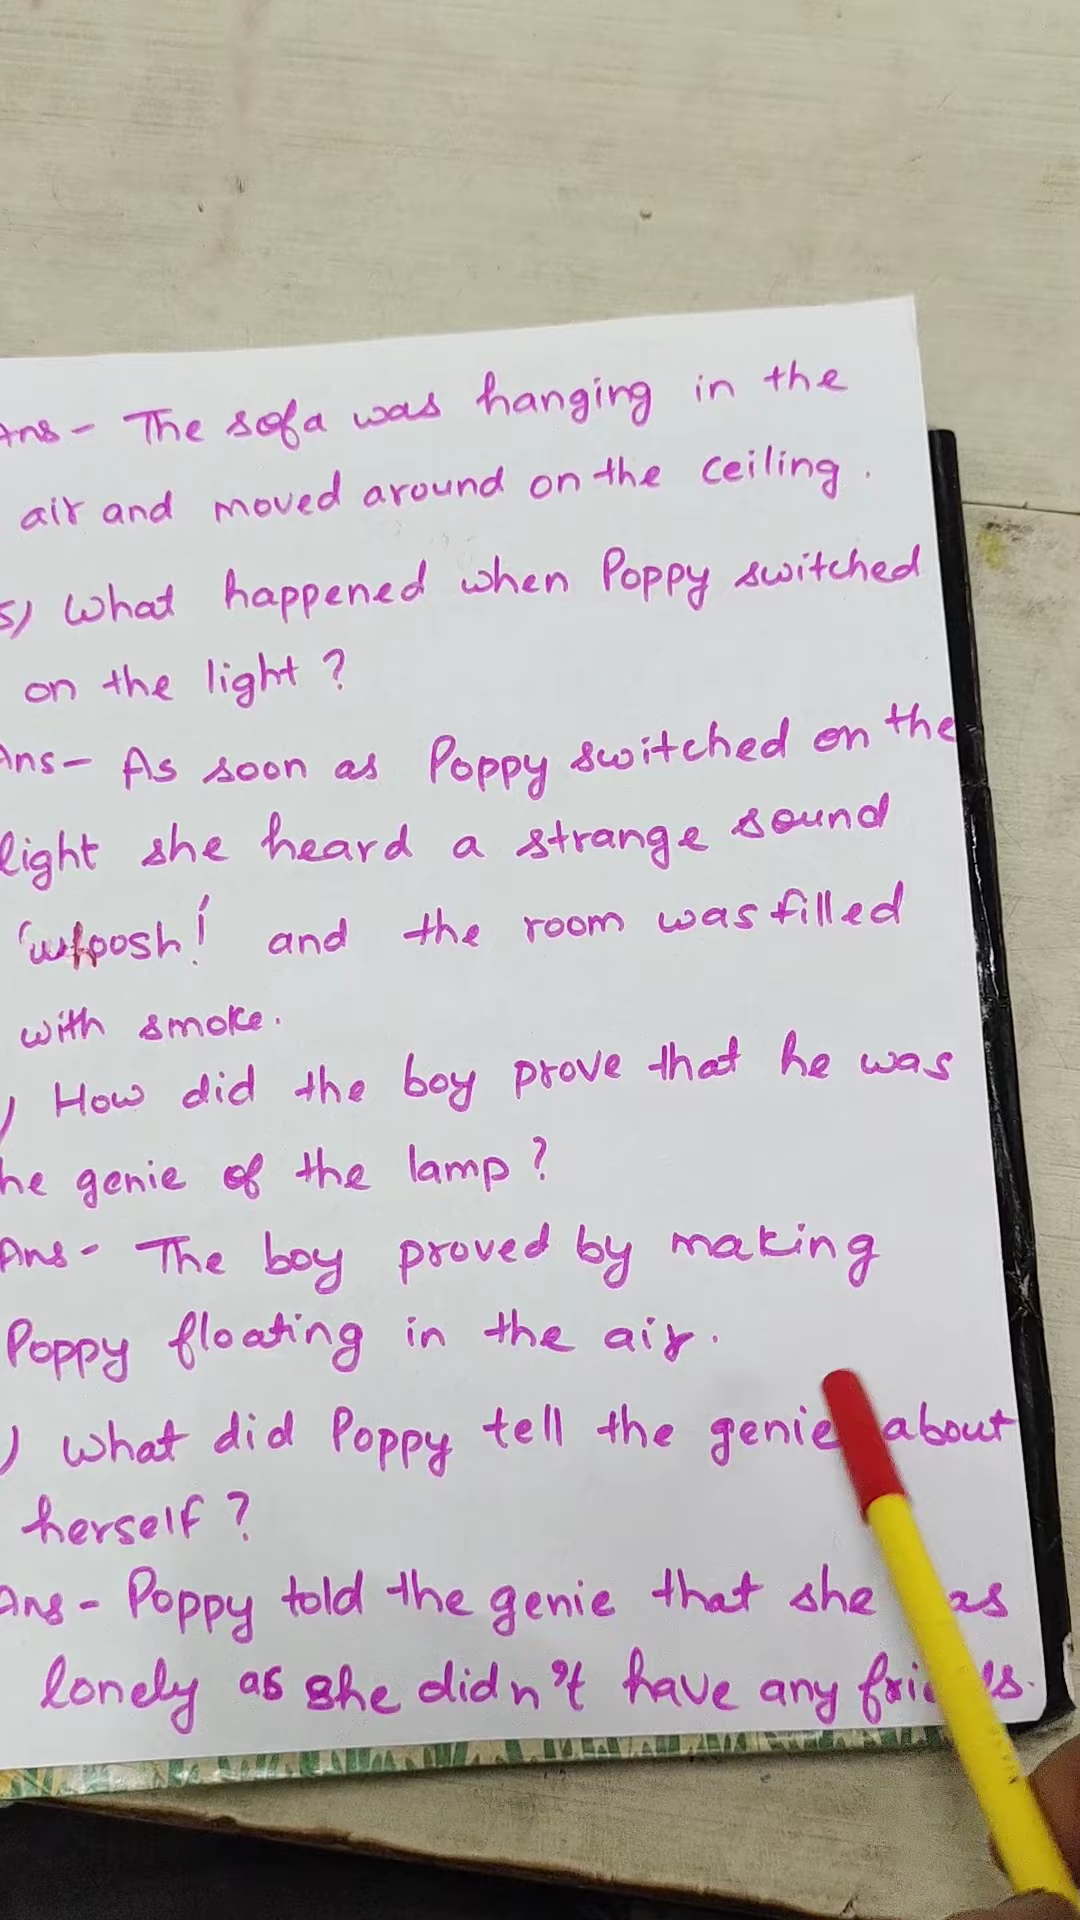 Ans- The sofa was hanging in the
air and moved around on the ceiling.
5) What happened when Poppy switched
on the light?
Ans- As soon as Poppy switched on the
light she heard a strange sound
'whoosh!' and the room was filled
with smoke.
) How did the boy prove that he was
he genie of the lamp?
Ans- The boy proved by making
Poppy floating in the air.
) What did Poppy tell the genie about
herself?
Ans- Poppy told the genie that she
lonely as she didn't have any